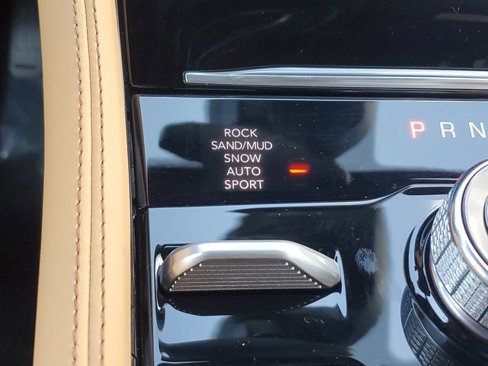 ROCK
SAND/MUD
SNOW
AUTO
SPORT
P R N